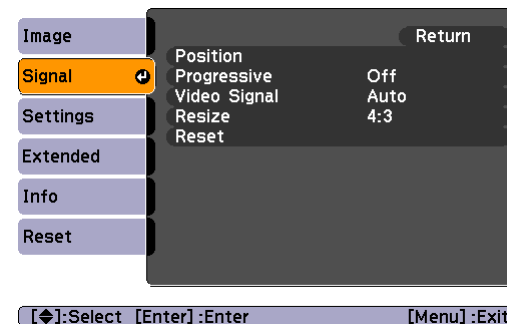 Image
Signal
Settings
Extended
Info
Reset
Return
Position
Progressive Off
Video Signal Auto
Resize 4:3
Reset
[◆]:Select [Enter]:Enter [Menu]:Exit